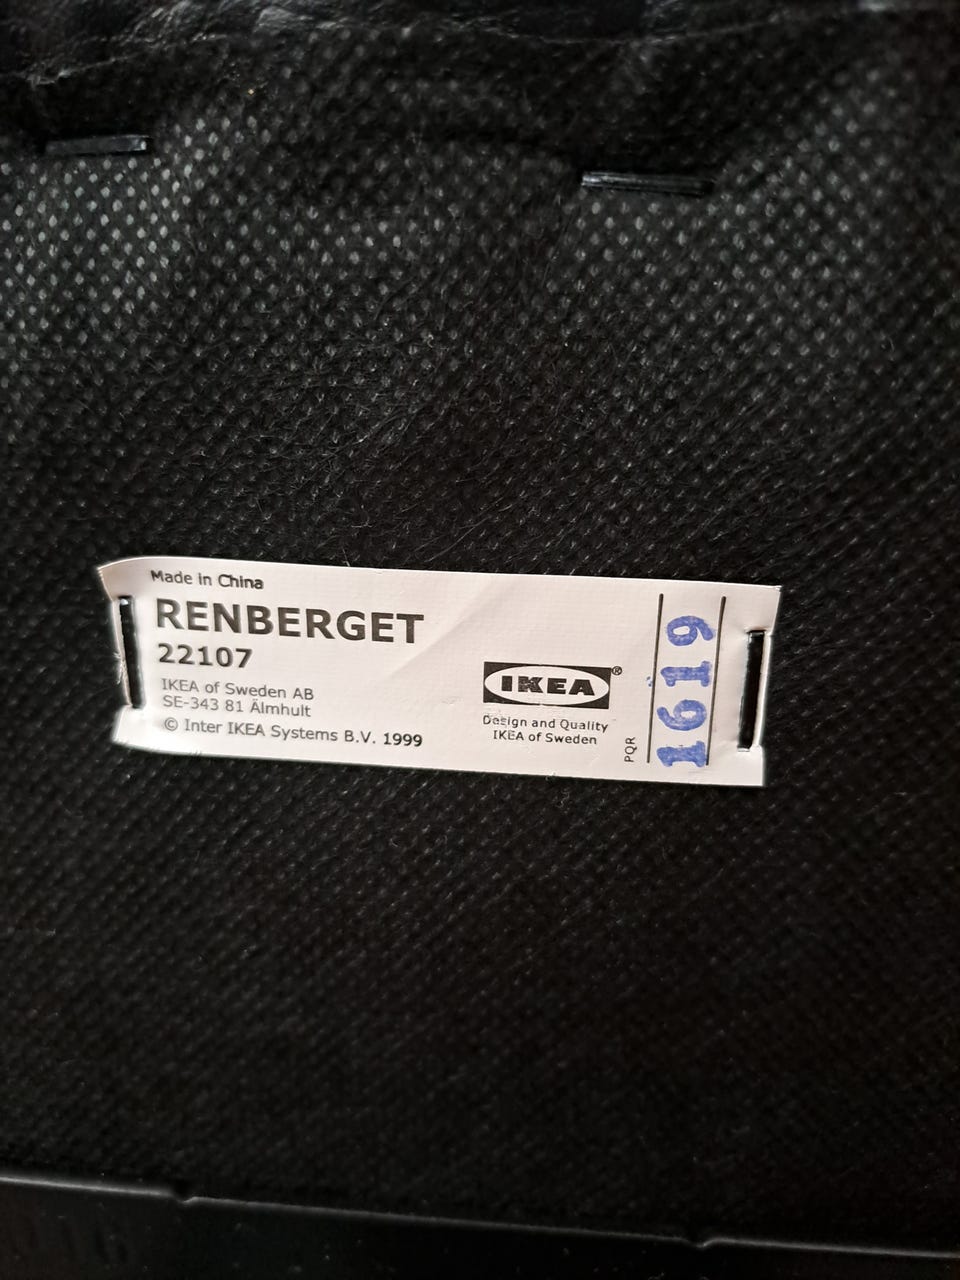 Made in China
RENBERGET
22107
IKEA of Sweden AB
SE-343 81 Älmhult
© Inter IKEA Systems B.V. 1999
IKEA®
Design and Quality
IKEA of Sweden
PQR
1619